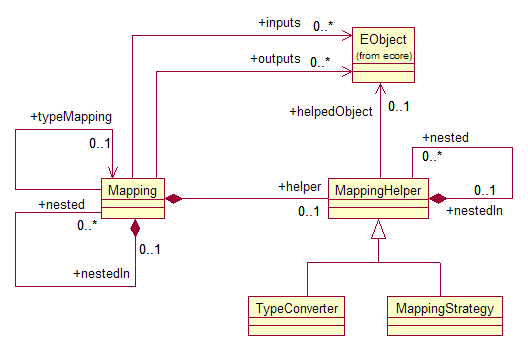 +inputs
0..*
EObject
(from ecore)
+outputs
0..*
+helpedObject
0..1
+typeMapping
0..1
+nested
0..*
Mapping
+helper
0..1
MappingHelper
0..1
+nestedIn
+nested
0..*
0..1
+nestedIn
TypeConverter
MappingStrategy